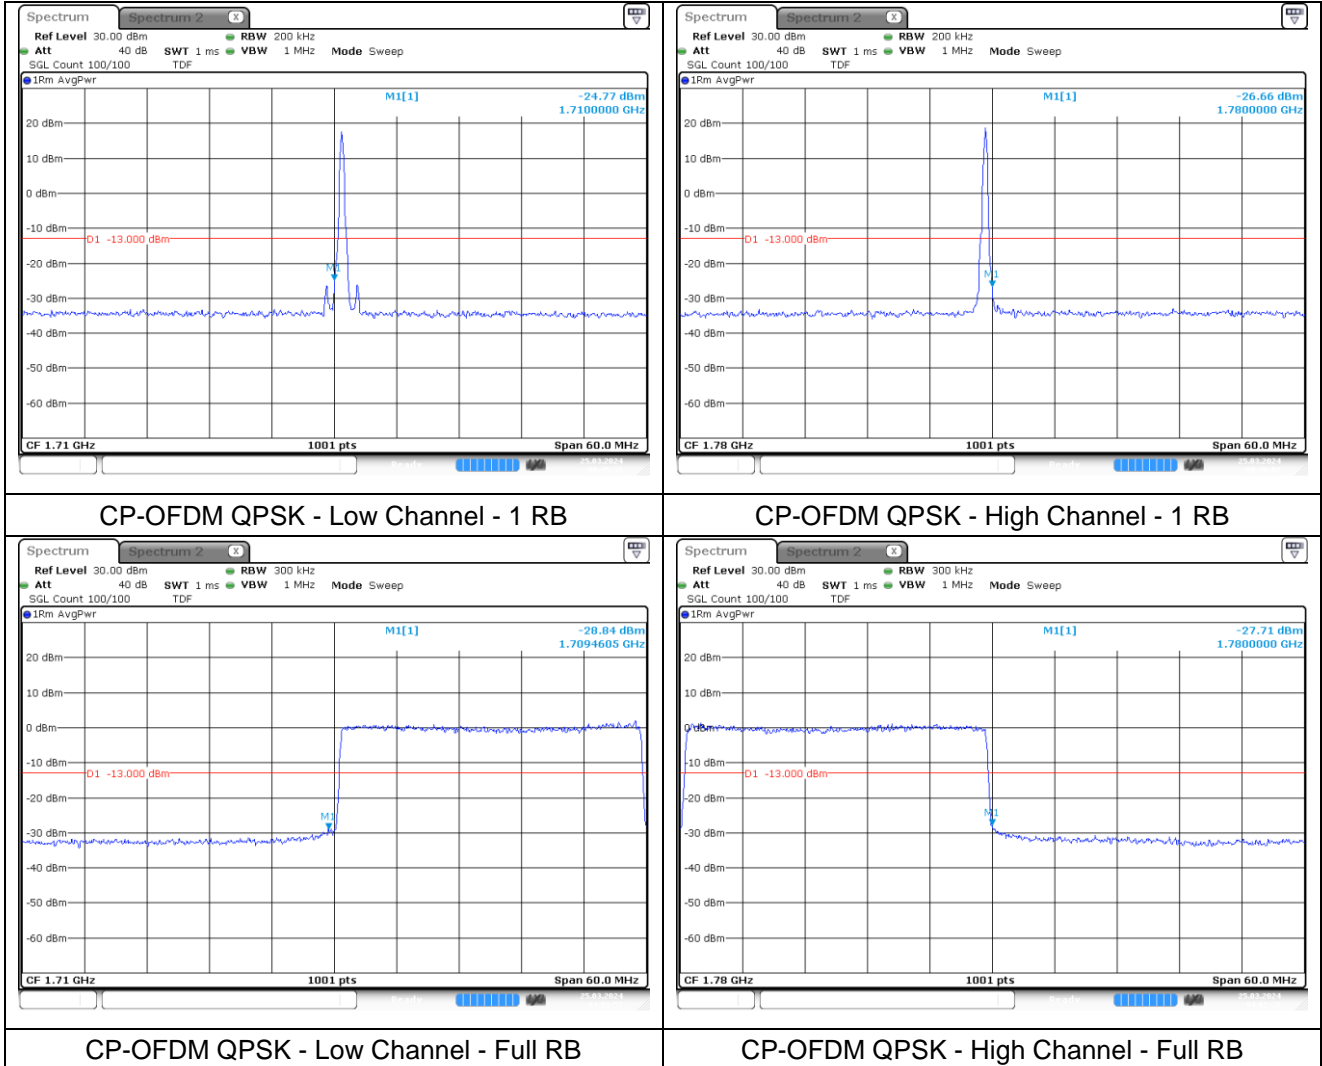 Spectrum Spectrum 2 X
Ref Level 30.00 dBm RBW 200 kHz
Att 40 dB SWT 1 ms VBW 1 MHz Mode Sweep
SGL Count 100/100 TDF
1Rm AvgPwr
M1[1] -24.77 dBm
1.7100000 GHz
20 dBm
10 dBm
0 dBm
-10 dBm
D1 -13.000 dBm
-20 dBm
M1
-30 dBm
-40 dBm
-50 dBm
-60 dBm
CF 1.71 GHz 1001 pts Span 60.0 MHz
Ready 25.03.2024
CP-OFDM QPSK - Low Channel - 1 RB
Spectrum Spectrum 2 X
Ref Level 30.00 dBm RBW 200 kHz
Att 40 dB SWT 1 ms VBW 1 MHz Mode Sweep
SGL Count 100/100 TDF
1Rm AvgPwr
M1[1] -26.66 dBm
1.7800000 GHz
20 dBm
10 dBm
0 dBm
-10 dBm
D1 -13.000 dBm
-20 dBm
M1
-30 dBm
-40 dBm
-50 dBm
-60 dBm
CF 1.78 GHz 1001 pts Span 60.0 MHz
Ready 25.03.2024
CP-OFDM QPSK - High Channel - 1 RB
Spectrum Spectrum 2 X
Ref Level 30.00 dBm RBW 300 kHz
Att 40 dB SWT 1 ms VBW 1 MHz Mode Sweep
SGL Count 100/100 TDF
1Rm AvgPwr
M1[1] -28.84 dBm
1.7094605 GHz
20 dBm
10 dBm
0 dBm
-10 dBm
D1 -13.000 dBm
-20 dBm
M1
-30 dBm
-40 dBm
-50 dBm
-60 dBm
CF 1.71 GHz 1001 pts Span 60.0 MHz
Ready 25.03.2024
CP-OFDM QPSK - Low Channel - Full RB
Spectrum Spectrum 2 X
Ref Level 30.00 dBm RBW 300 kHz
Att 40 dB SWT 1 ms VBW 1 MHz Mode Sweep
SGL Count 100/100 TDF
1Rm AvgPwr
M1[1] -27.71 dBm
1.7800000 GHz
20 dBm
10 dBm
0 dBm
-10 dBm
D1 -13.000 dBm
-20 dBm
M1
-30 dBm
-40 dBm
-50 dBm
-60 dBm
CF 1.78 GHz 1001 pts Span 60.0 MHz
Ready 25.03.2024
CP-OFDM QPSK - High Channel - Full RB